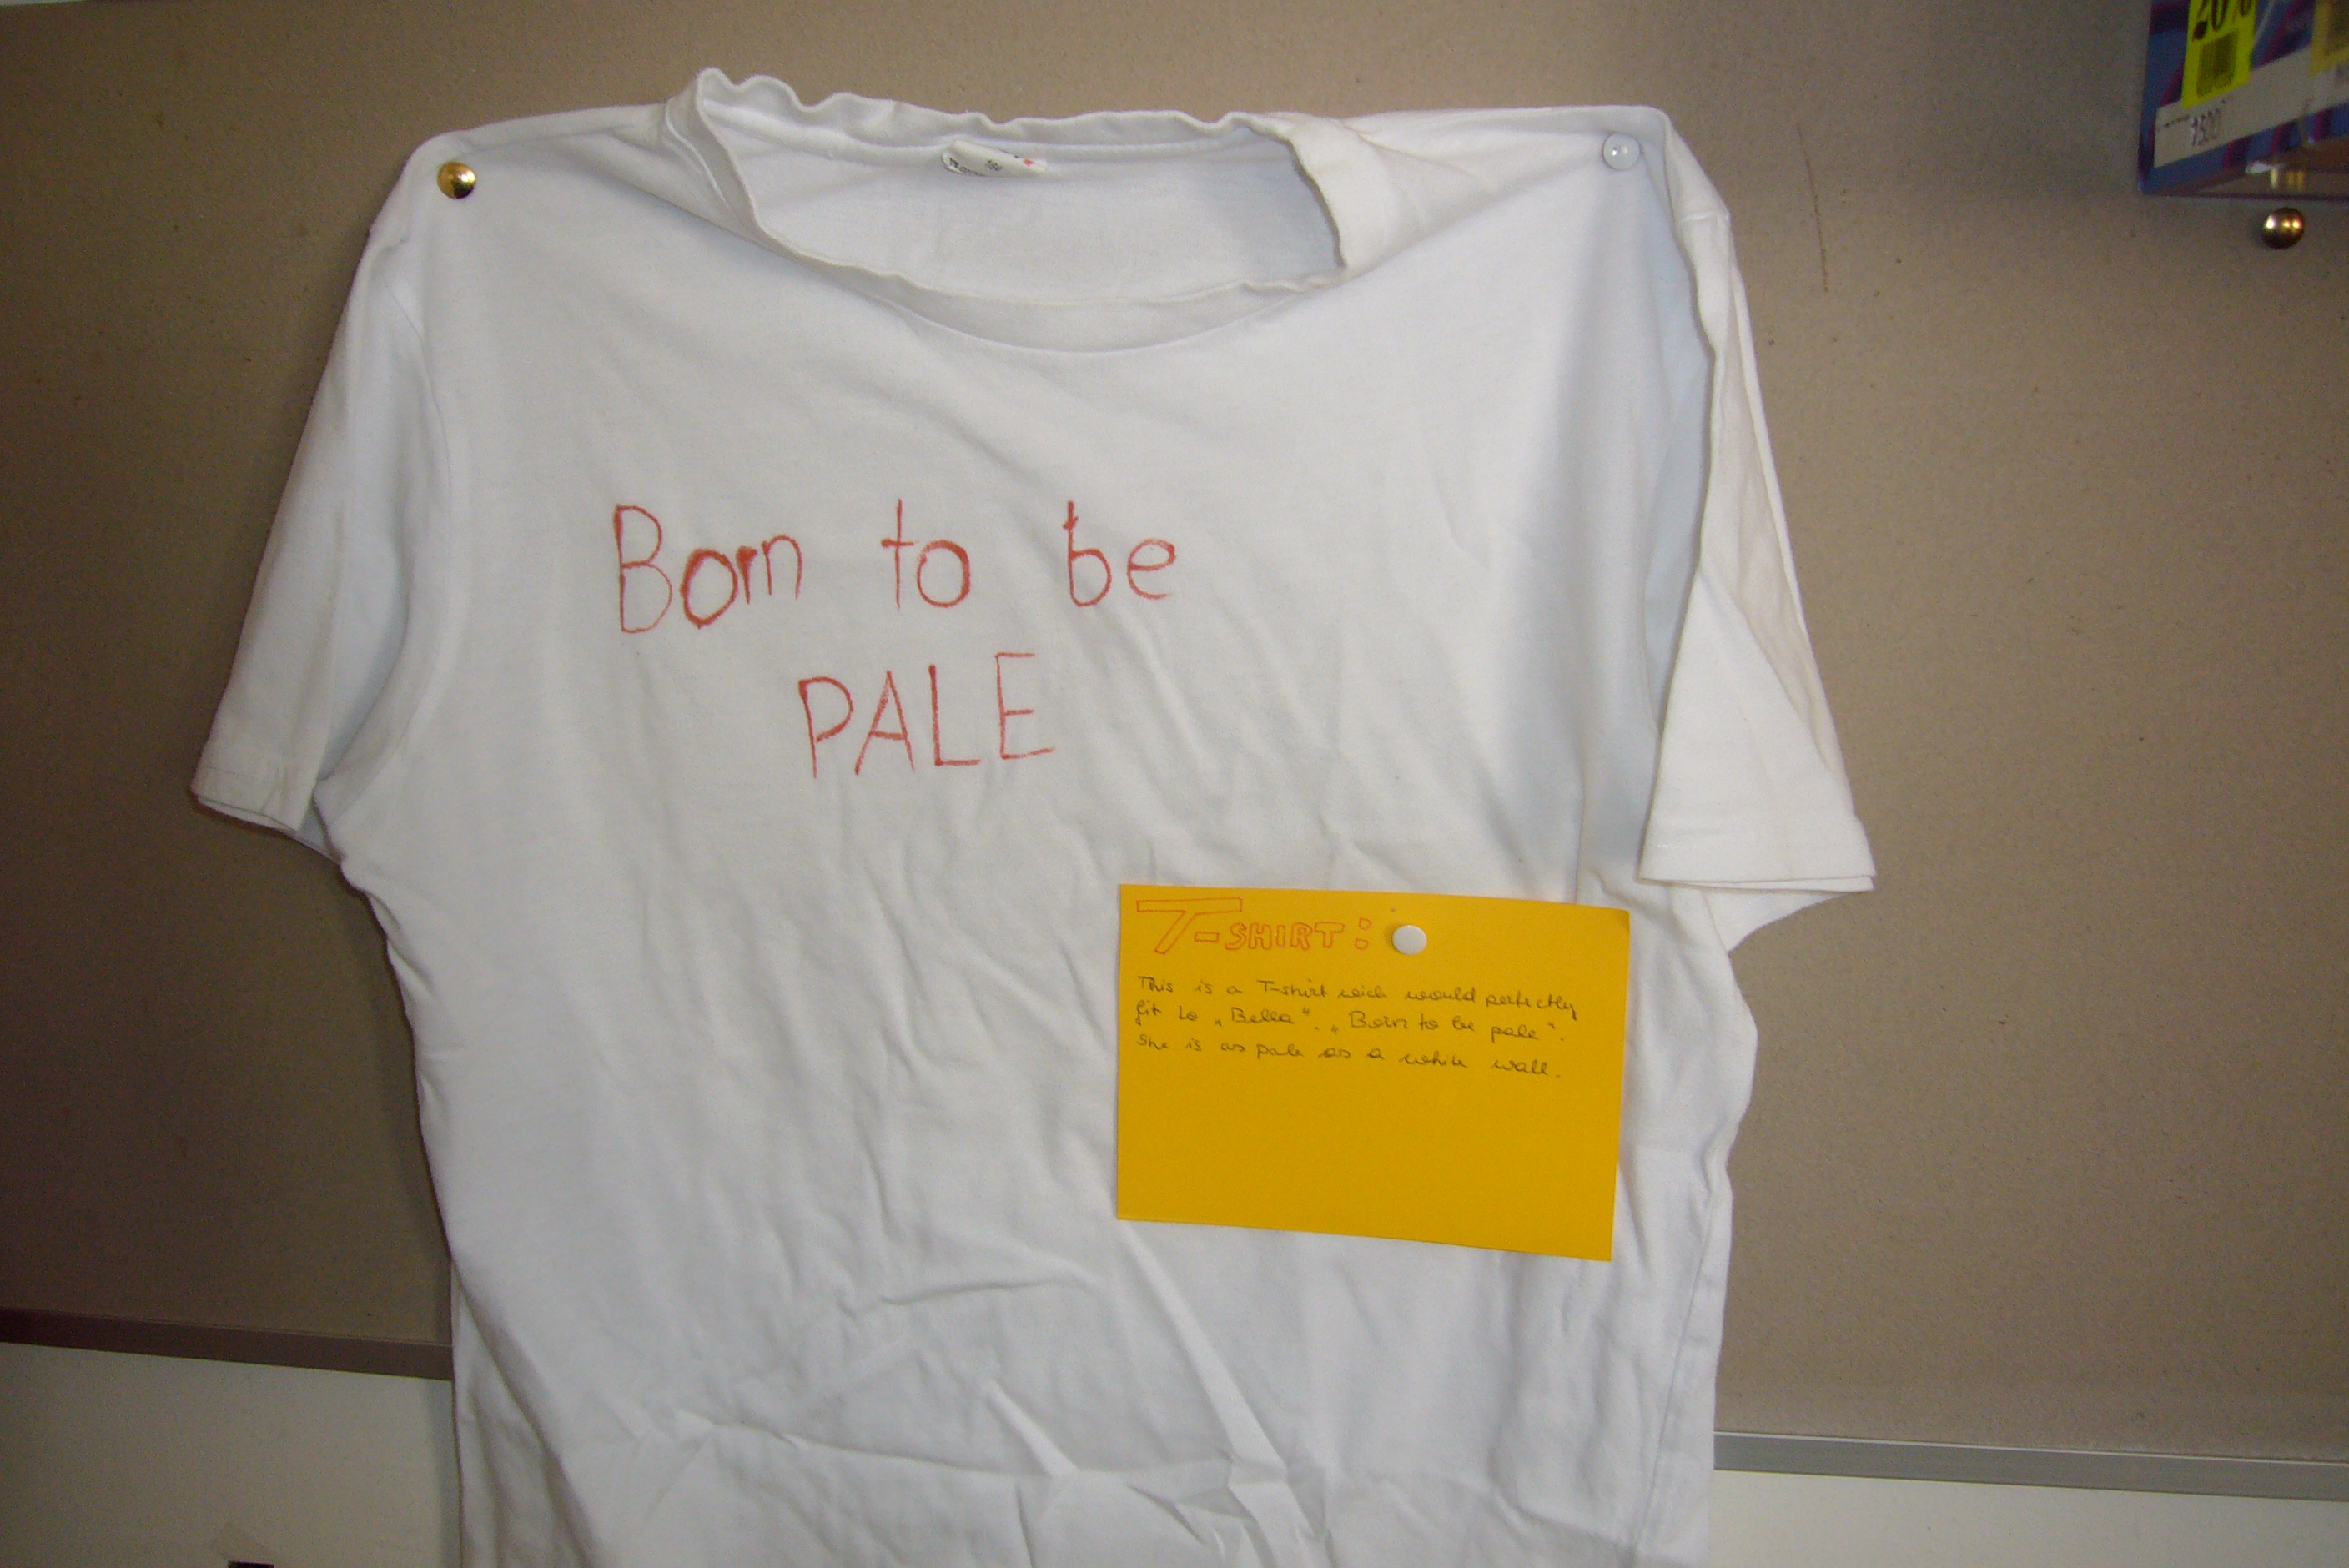 20%
Born to be
PALE
T-SHIRT:
This is a T-shirt wich would perfectly
fit to „Bella“. „Born to be pale“.
She is as pale as a white wall.